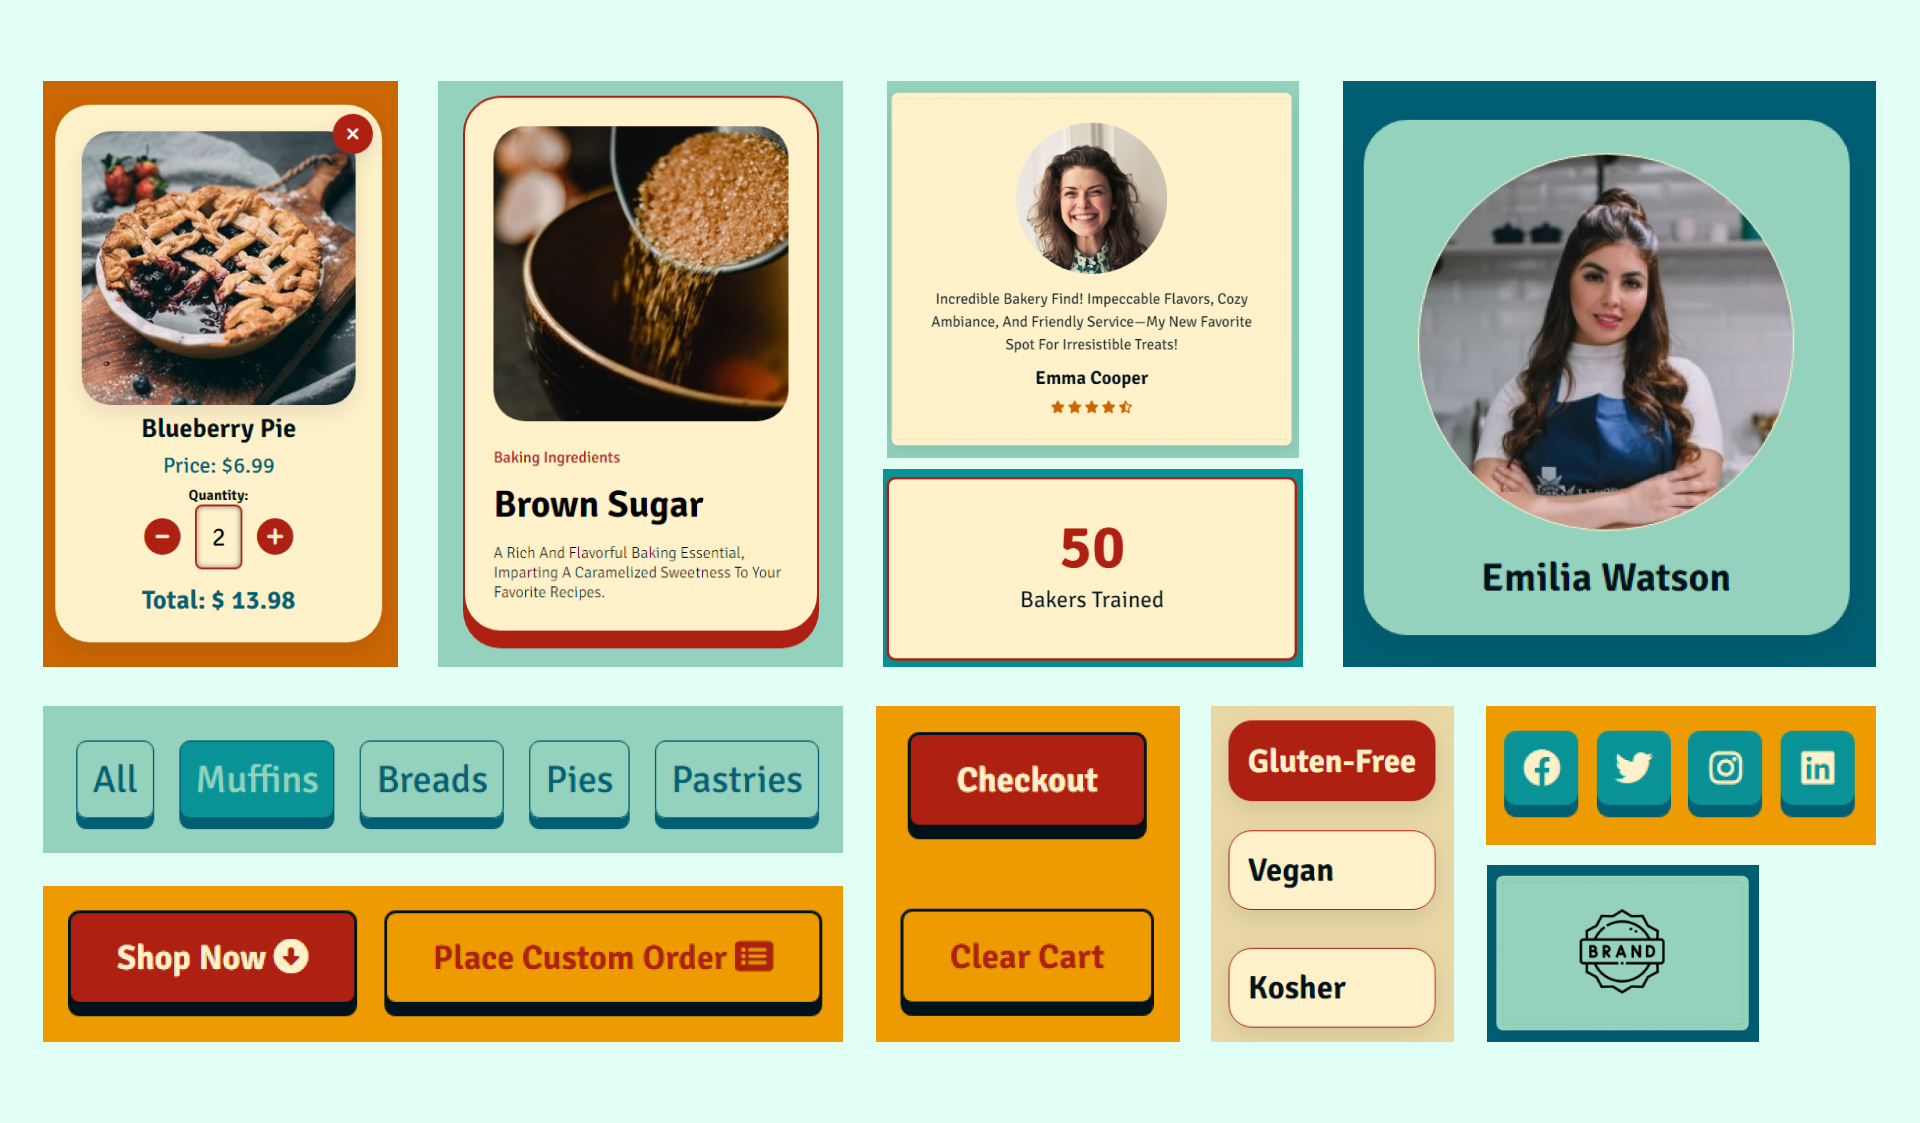 Blueberry Pie
Price: $6.99
Quantity:
2
Total: $ 13.98
Baking Ingredients
Brown Sugar
A Rich And Flavorful Baking Essential,
Imparting A Caramelized Sweetness To Your
Favorite Recipes.
Incredible Bakery Find! Impeccable Flavors, Cozy
Ambiance, And Friendly Service—My New Favorite
Spot For Irresistible Treats!
Emma Cooper
50
Bakers Trained
Emilia Watson
All
Muffins
Breads
Pies
Pastries
Shop Now
Place Custom Order
Checkout
Clear Cart
Gluten-Free
Vegan
Kosher
in
BRAND